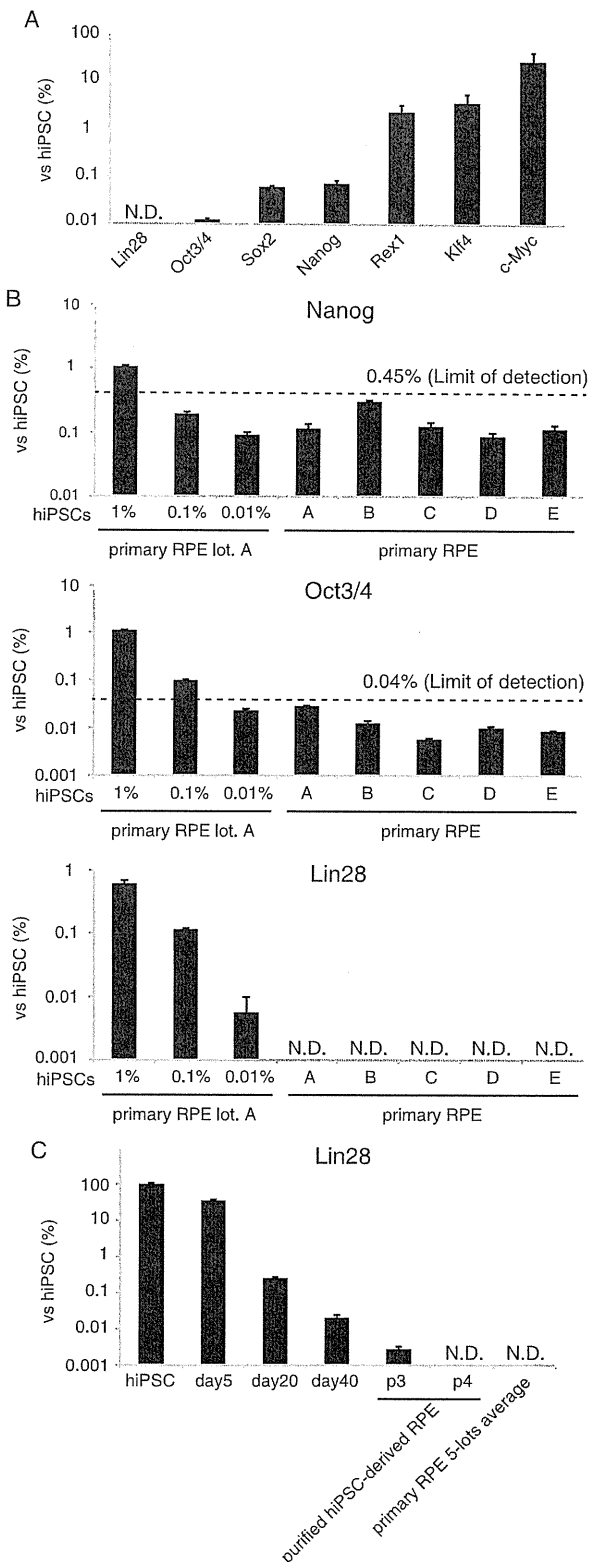 A
vs hiPSC (%)
100
10
1
0.1
0.01
N.D.
Lin28
Oct3/4
Sox2
Nanog
Rex1
Klf4
c-Myc
B
Nanog
vs hiPSC (%)
10
1
0.1
0.01
0.45% (Limit of detection)
hiPSCs 1% 0.1% 0.01% A B C D E
primary RPE lot. A primary RPE
Oct3/4
vs hiPSC (%)
10
1
0.1
0.01
0.001
0.04% (Limit of detection)
hiPSCs 1% 0.1% 0.01% A B C D E
primary RPE lot. A primary RPE
Lin28
vs hiPSC (%)
1
0.1
0.01
0.001
N.D. N.D. N.D. N.D. N.D.
hiPSCs 1% 0.1% 0.01% A B C D E
primary RPE lot. A primary RPE
C
Lin28
vs hiPSC (%)
100
10
1
0.1
0.01
0.001
N.D. N.D.
hiPSC day5 day20 day40 p3 p4
purified hiPSC-derived RPE
primary RPE 5-lots average